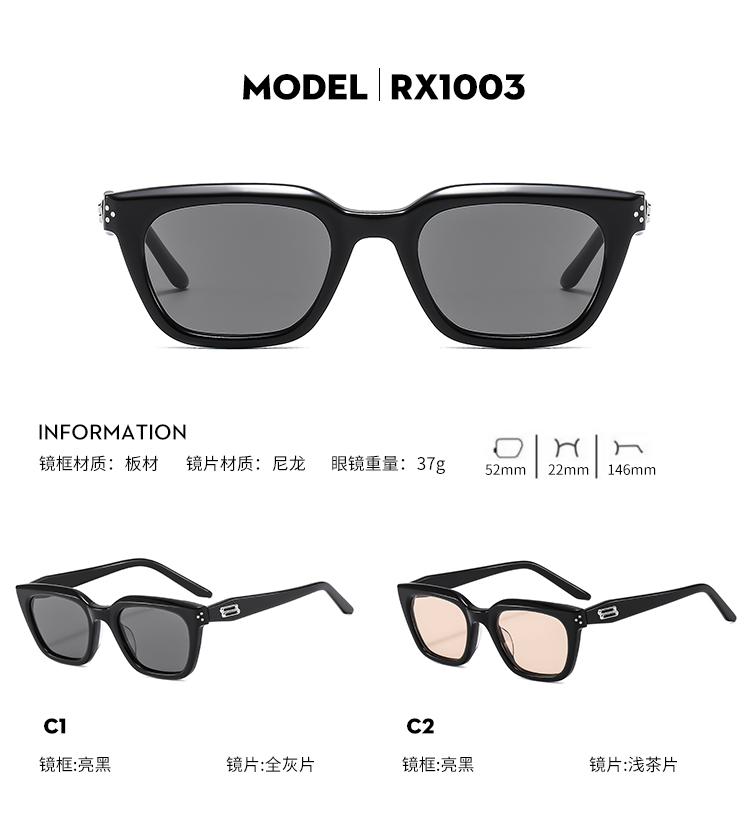 MODEL | RX1003
INFORMATION
镜框材质：板材 镜片材质：尼龙 眼镜重量：37g
52mm 22mm 146mm
C1
镜框:亮黑 镜片:全灰片
C2
镜框:亮黑 镜片:浅茶片